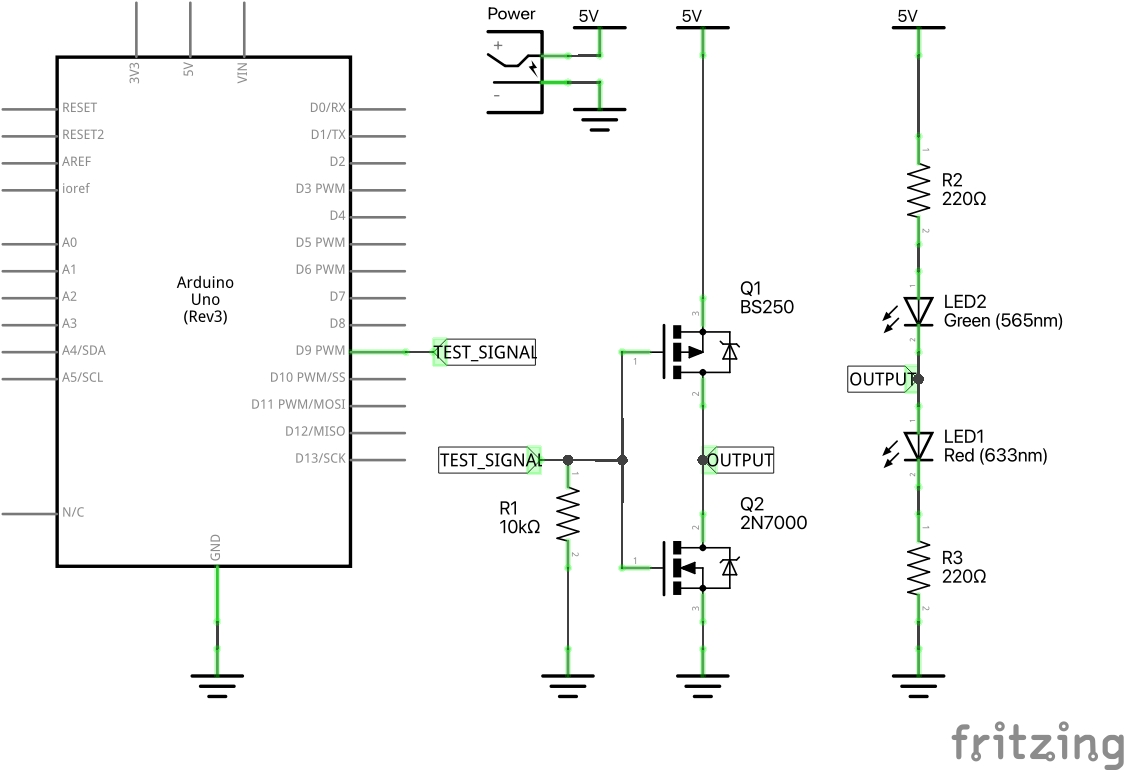 Power
5V
5V
5V
+
-
3V3
5V
VIN
RESET
RESET2
AREF
ioref
A0
A1
A2
A3
A4/SDA
A5/SCL
N/C
Arduino
Uno
(Rev3)
D0/RX
D1/TX
D2
D3 PWM
D4
D5 PWM
D6 PWM
D7
D8
D9 PWM
D10 PWM/SS
D11 PWM/MOSI
D12/MISO
D13/SCK
GND
TEST_SIGNAL
TEST_SIGNAL
1
R1
10kΩ
2
3
Q1
BS250
1
2
OUTPUT
2
Q2
2N7000
1
3
1
R2
220Ω
2
1
LED2
Green (565nm)
2
OUTPUT
1
LED1
Red (633nm)
2
1
R3
220Ω
2
fritzing